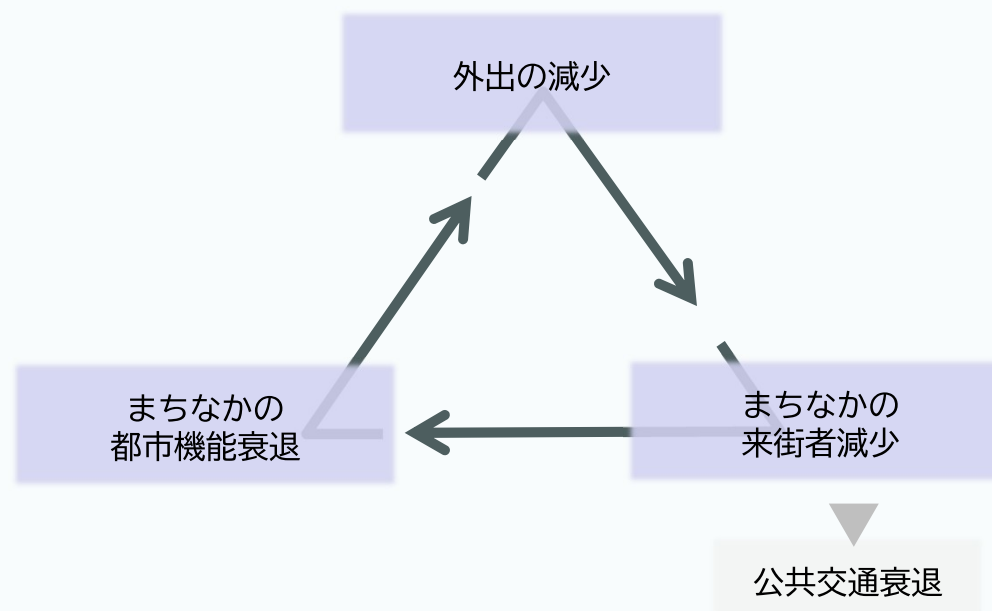 外出の減少
まちなかの
都市機能衰退
まちなかの
来街者減少
公共交通衰退